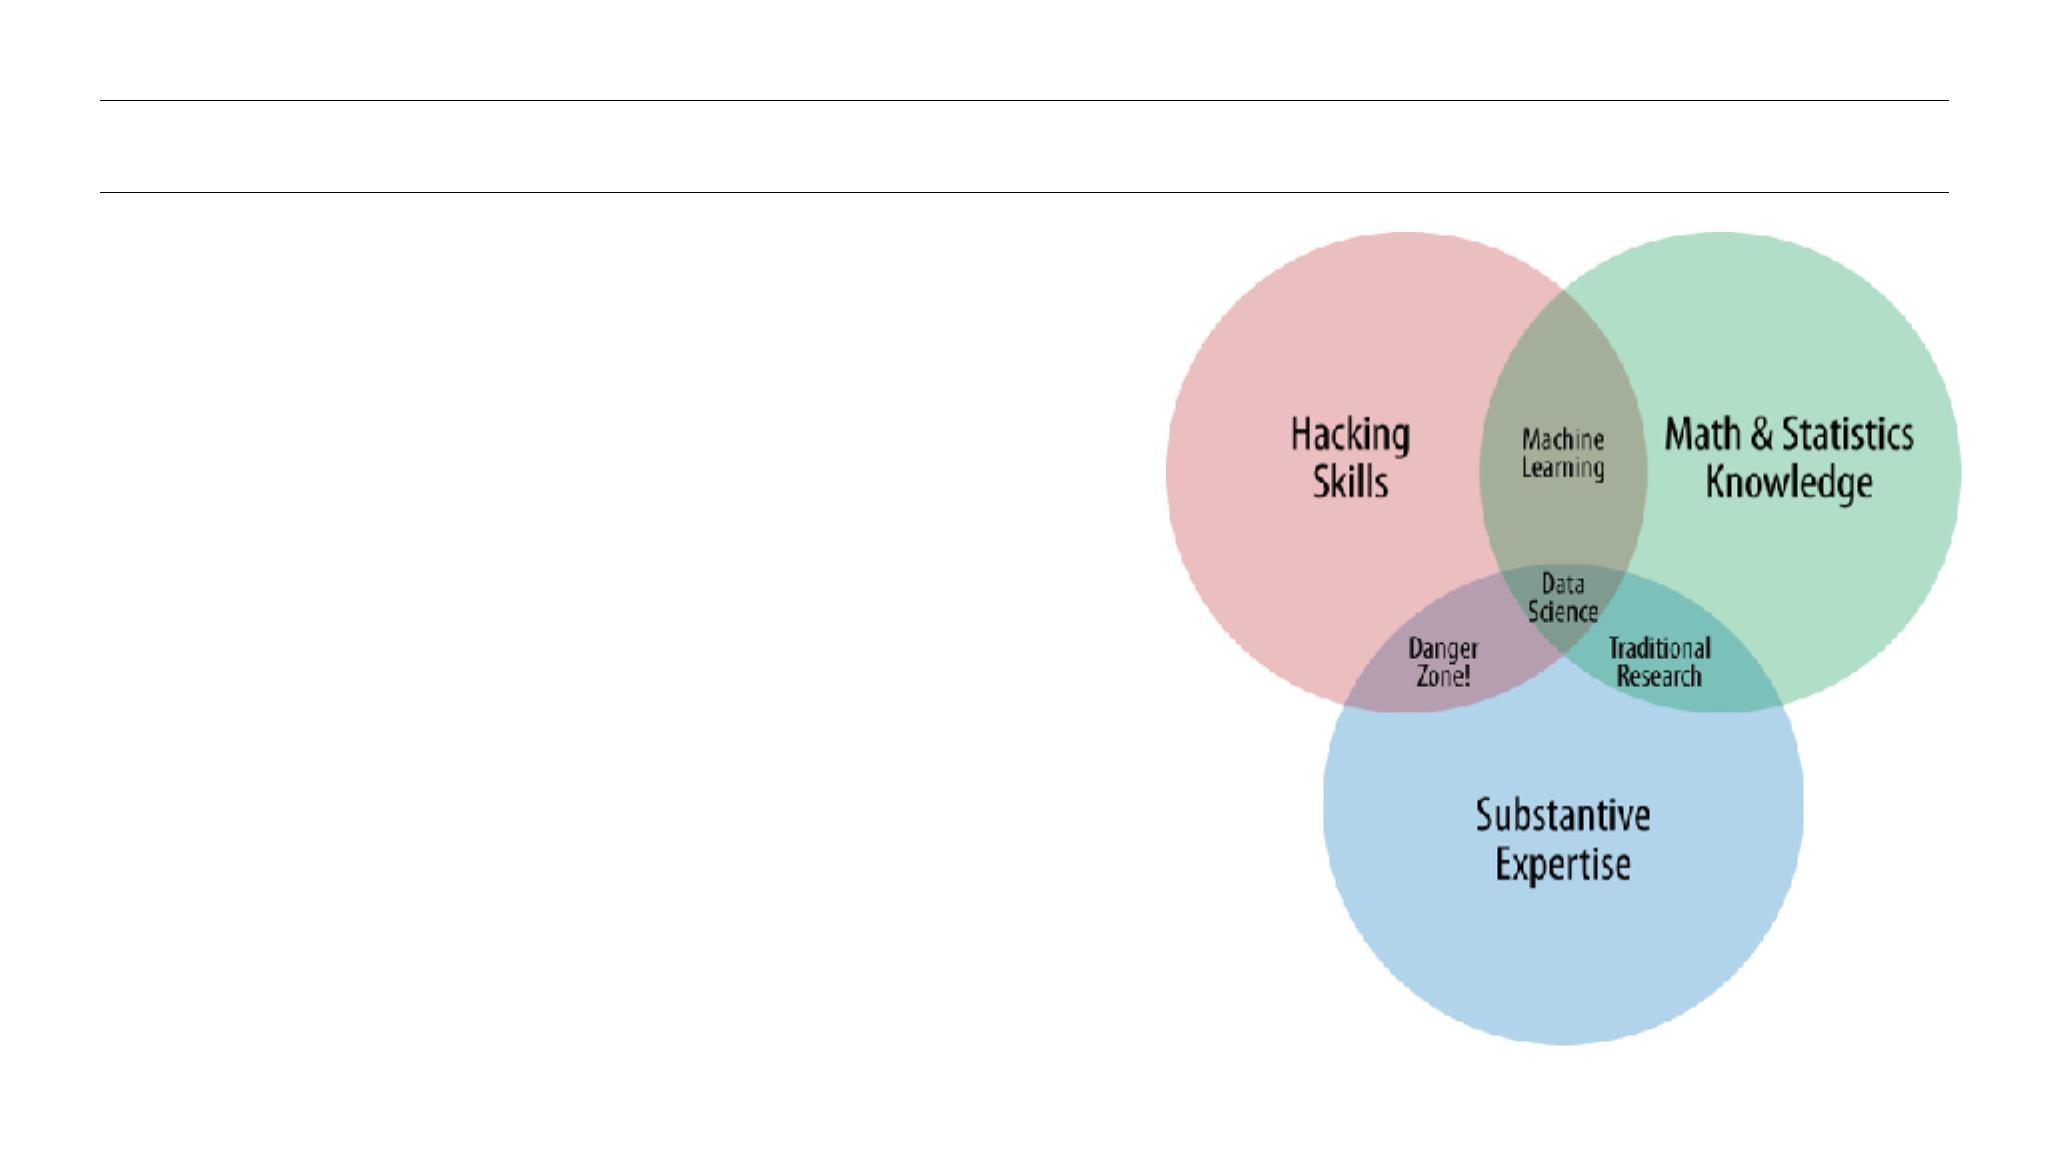 Hacking
Skills
Machine
Learning
Math & Statistics
Knowledge
Data
Science
Danger
Zone!
Traditional
Research
Substantive
Expertise